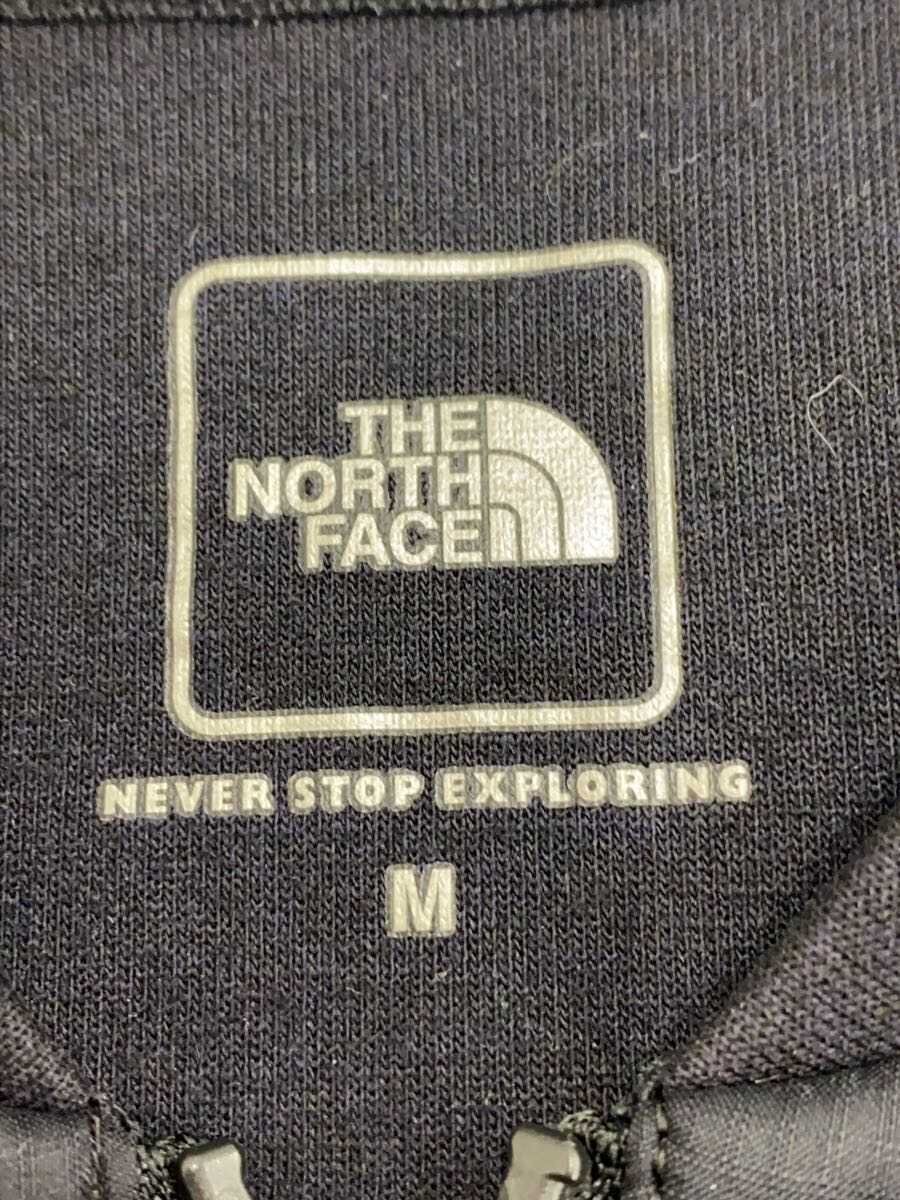 THE
NORTH
FACE
NEVER STOP EXPLORING
M